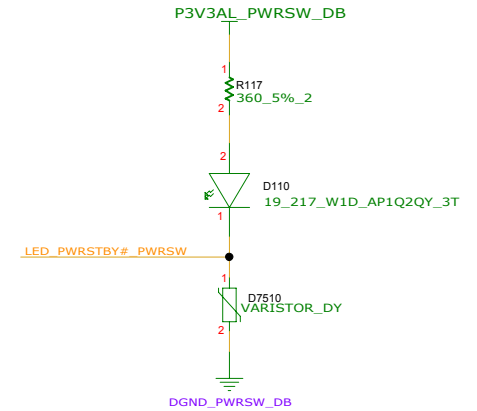 P3V3AL_PWRSW_DB
1
R117
360_5%_2
2
2
D110
19_217_W1D_AP1Q2QY_3T
1
LED_PWRSTBY#_PWRSW
1
D7510
VARISTOR_DY
2
DGND_PWRSW_DB